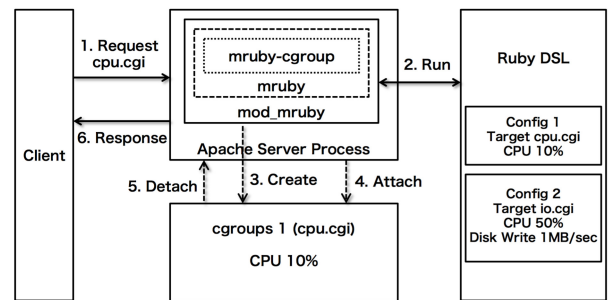 Client
1. Request
cpu.cgi
6. Response
mruby-cgroup
mruby
mod_mruby
Apache Server Process
2. Run
5. Detach
3. Create
4. Attach
cgroups 1 (cpu.cgi)
CPU 10%
Ruby DSL
Config 1
Target cpu.cgi
CPU 10%
Config 2
Target io.cgi
CPU 50%
Disk Write 1MB/sec